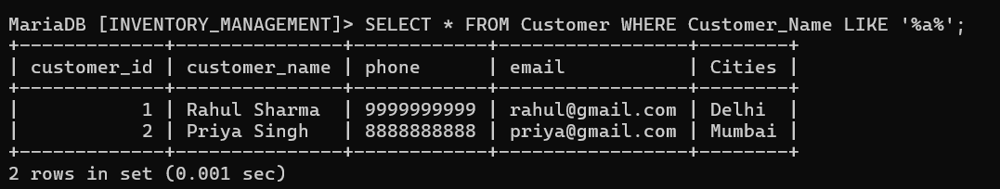 MariaDB [INVENTORY_MANAGEMENT]> SELECT * FROM Customer WHERE Customer_Name LIKE '%a%';
+-------------+---------------+------------+-----------------+--------+
| customer_id | customer_name | phone      | email           | Cities |
+-------------+---------------+------------+-----------------+--------+
|           1 | Rahul Sharma  | 9999999999 | rahul@gmail.com | Delhi  |
|           2 | Priya Singh   | 8888888888 | priya@gmail.com | Mumbai |
+-------------+---------------+------------+-----------------+--------+
2 rows in set (0.001 sec)